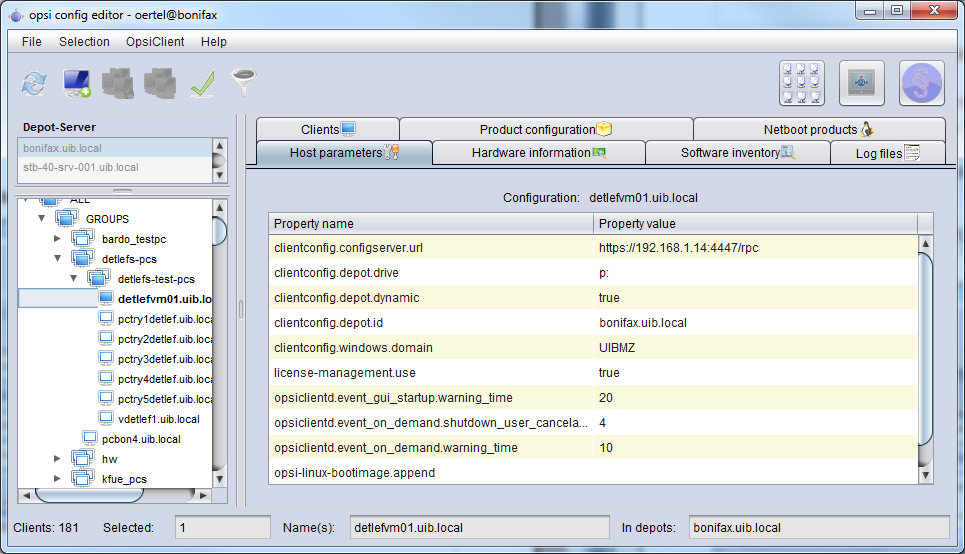 opsi config editor - oertel@bonifax
File Selection OpsiClient Help
Depot-Server
bonifax.uib.local
stb-40-srv-001.uib.local
ALL
GROUPS
bardo_testpc
detlefs-pcs
detlefs-test-pcs
detlefvm01.uib.lo
pctry1detlef.uib.loca
pctry2detlef.uib.loca
pctry3detlef.uib.loca
pctry4detlef.uib.loca
pctry5detlef.uib.loca
vdetlef1.uib.local
pcbon4.uib.local
hw
kfue_pcs
Clients Product configuration Netboot products
Host parameters Hardware information Software inventory Log files
Configuration: detlefvm01.uib.local
Property name Property value
clientconfig.configserver.url https://192.168.1.14:4447/rpc
clientconfig.depot.drive p:
clientconfig.depot.dynamic true
clientconfig.depot.id bonifax.uib.local
clientconfig.windows.domain UIBMZ
license-management.use true
opsiclientd.event_gui_startup.warning_time 20
opsiclientd.event_on_demand.shutdown_user_cancela... 4
opsiclientd.event_on_demand.warning_time 10
opsi-linux-bootimage.append
Clients: 181 Selected: 1 Name(s): detlefvm01.uib.local In depots: bonifax.uib.local